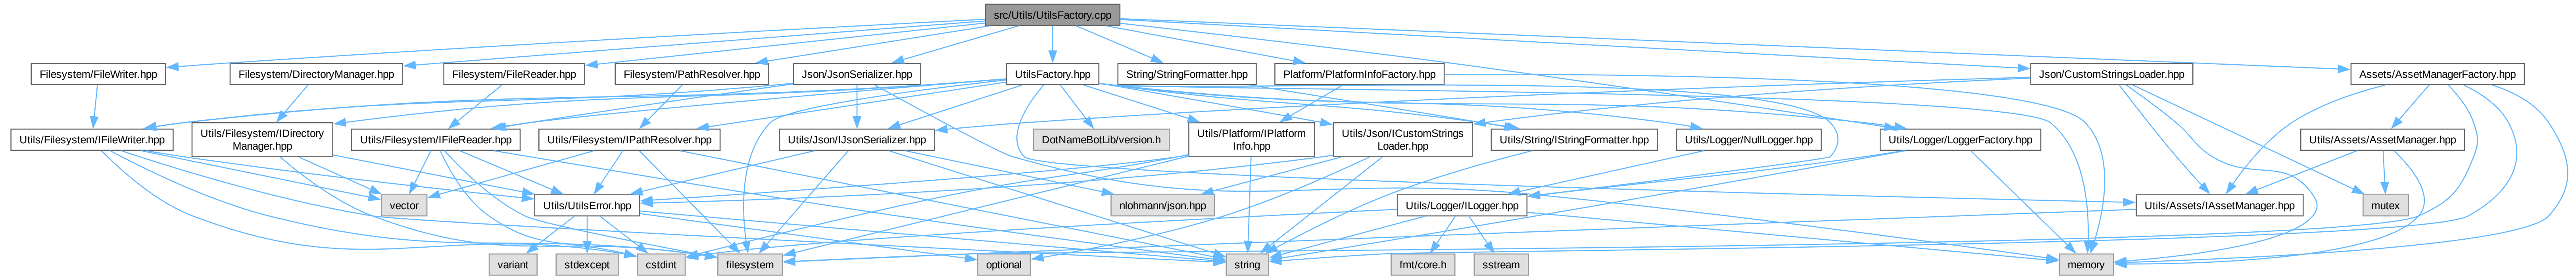 src/Utils/UtilsFactory.cpp
Filesystem/FileWriter.hpp
Filesystem/DirectoryManager.hpp
Filesystem/FileReader.hpp
Filesystem/PathResolver.hpp
Json/JsonSerializer.hpp
UtilsFactory.hpp
String/StringFormatter.hpp
Platform/PlatformInfoFactory.hpp
Json/CustomStringsLoader.hpp
Assets/AssetManagerFactory.hpp
Utils/Filesystem/IFileWriter.hpp
Utils/Filesystem/IDirectory
Manager.hpp
Utils/Filesystem/IFileReader.hpp
Utils/Filesystem/IPathResolver.hpp
Utils/Json/IJsonSerializer.hpp
DotNameBotLib/version.h
Utils/Platform/IPlatform
Info.hpp
Utils/Json/ICustomStrings
Loader.hpp
Utils/String/IStringFormatter.hpp
Utils/Logger/NullLogger.hpp
Utils/Logger/LoggerFactory.hpp
Utils/Assets/AssetManager.hpp
vector
Utils/UtilsError.hpp
nlohmann/json.hpp
Utils/Logger/ILogger.hpp
Utils/Assets/IAssetManager.hpp
mutex
variant
stdexcept
cstdint
filesystem
optional
string
fmt/core.h
sstream
memory